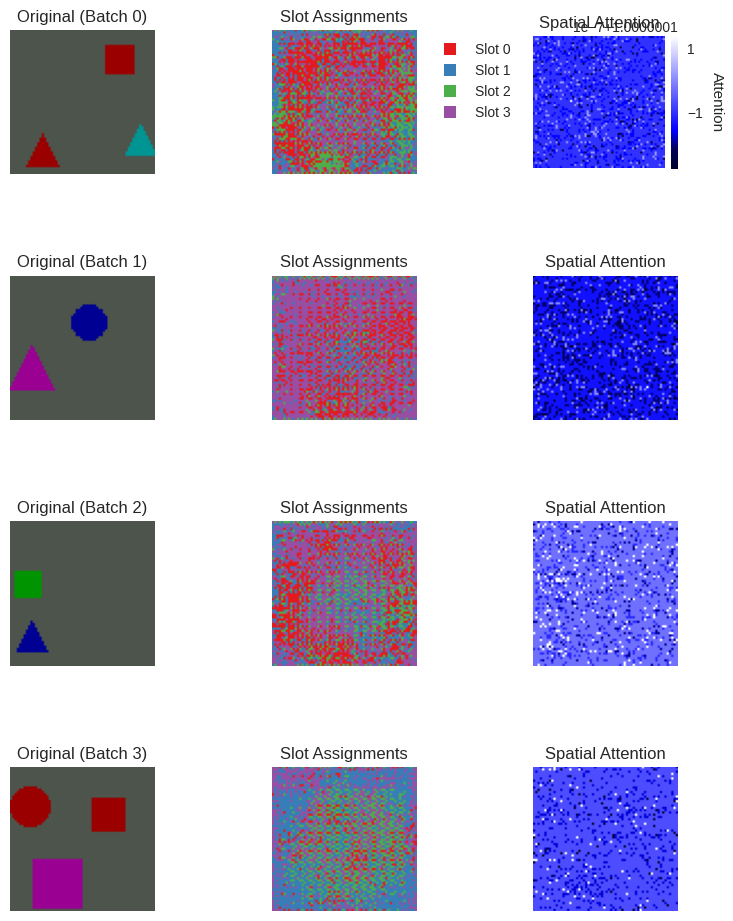 Original (Batch 0)
Slot Assignments
Spatial Attention
1e−7+1.0000001
Slot 0
Slot 1
Slot 2
Slot 3
1
−1
Attention
Original (Batch 1)
Slot Assignments
Spatial Attention
Original (Batch 2)
Slot Assignments
Spatial Attention
Original (Batch 3)
Slot Assignments
Spatial Attention